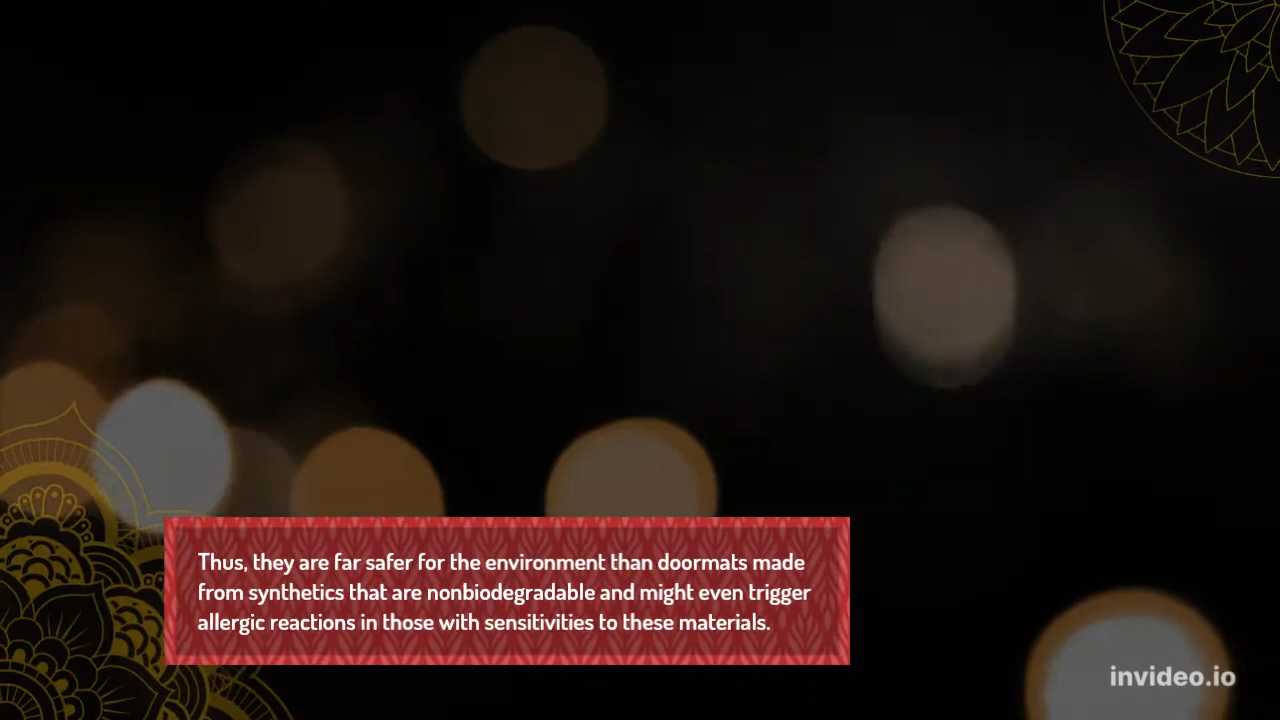 Thus, they are far safer for the environment than doormats made
from synthetics that are nonbiodegradable and might even trigger
allergic reactions in those with sensitivities to these materials.
invideo.io